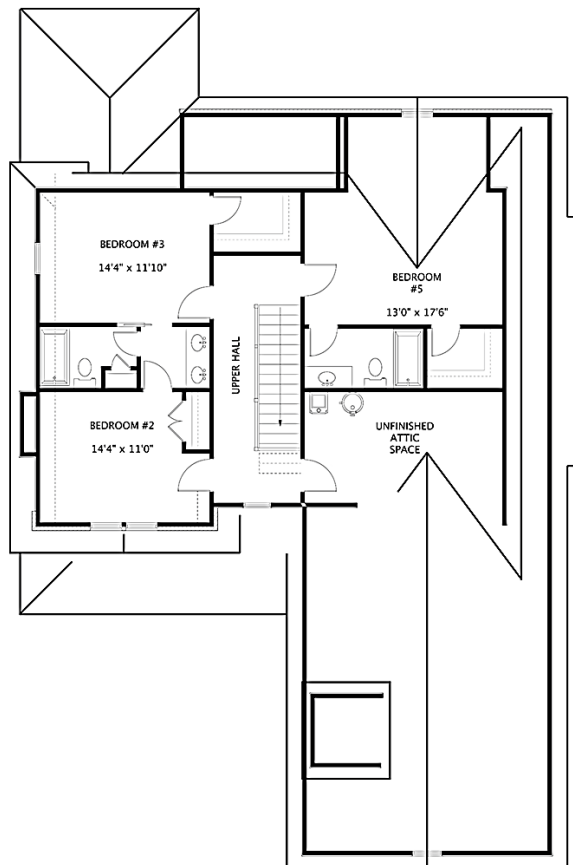 BEDROOM #3
14'4" x 11'10"
BEDROOM
#5
13'0" x 17'6"
UPPER HALL
BEDROOM #2
14'4" x 11'0"
UNFINISHED
ATTIC
SPACE